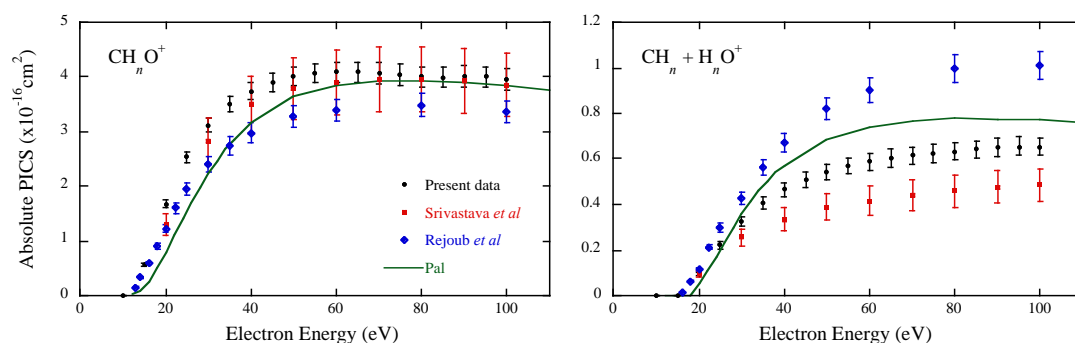 Absolute PICS (x10⁻¹⁶ cm²)
5
4
3
2
1
0
CHₙO⁺
Present data
Srivastava et al
Rejoub et al
Pal
20 40 60 80 100
Electron Energy (eV)
1.2
1
0.8
0.6
0.4
0.2
0
CHₙ + HₙO⁺
20 40 60 80 100
Electron Energy (eV)